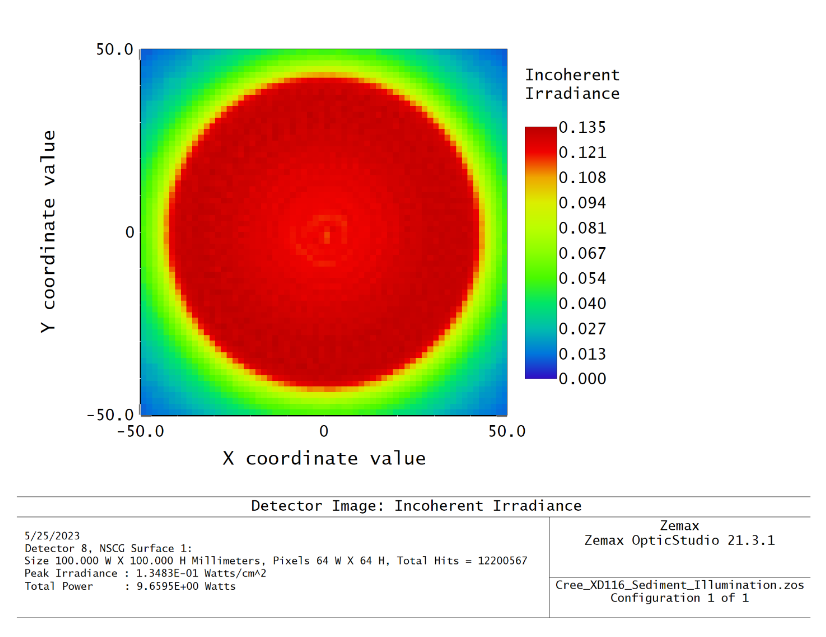 50.0
0
-50.0
-50.0
0
50.0
Y coordinate value
X coordinate value
Incoherent
Irradiance
0.135
0.121
0.108
0.094
0.081
0.067
0.054
0.040
0.027
0.013
0.000
Detector Image: Incoherent Irradiance
5/25/2023
Detector 8, NSCG Surface 1:
Size 100.000 W X 100.000 H Millimeters, Pixels 64 W X 64 H, Total Hits = 12200567
Peak Irradiance : 1.3483E-01 Watts/cm^2
Total Power     : 9.6595E+00 Watts
Zemax
Zemax OpticStudio 21.3.1
Cree_XD116_Sediment_Illumination.zos
Configuration 1 of 1